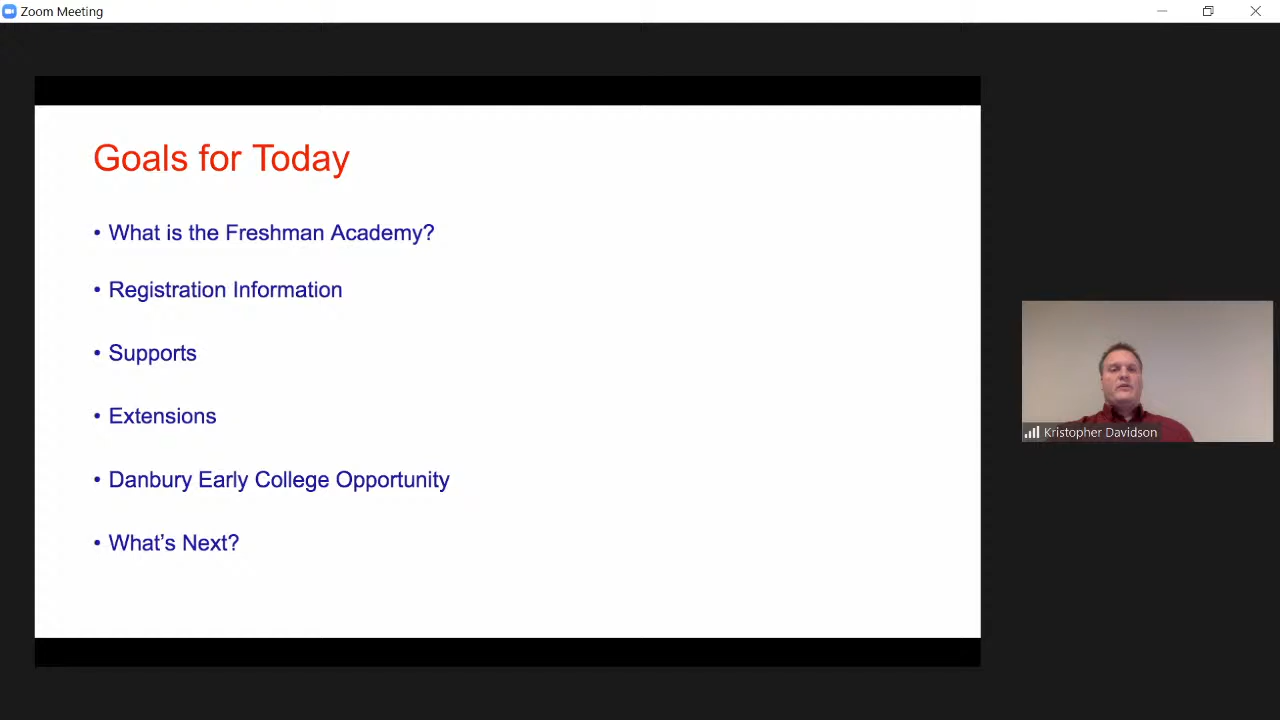 Zoom Meeting
Goals for Today
• What is the Freshman Academy?
• Registration Information
• Supports
• Extensions
• Danbury Early College Opportunity
• What's Next?
Kristopher Davidson